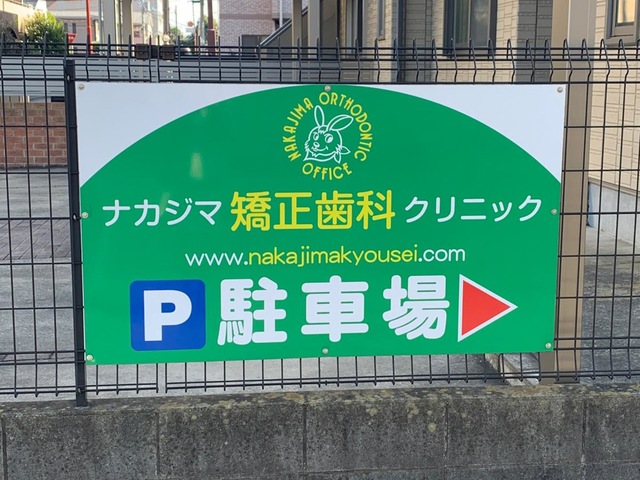 NAKAJIMA ORTHODONTIC
OFFICE
ナカジマ 矯正歯科 クリニック
www.nakajimakyousei.com
P 駐車場